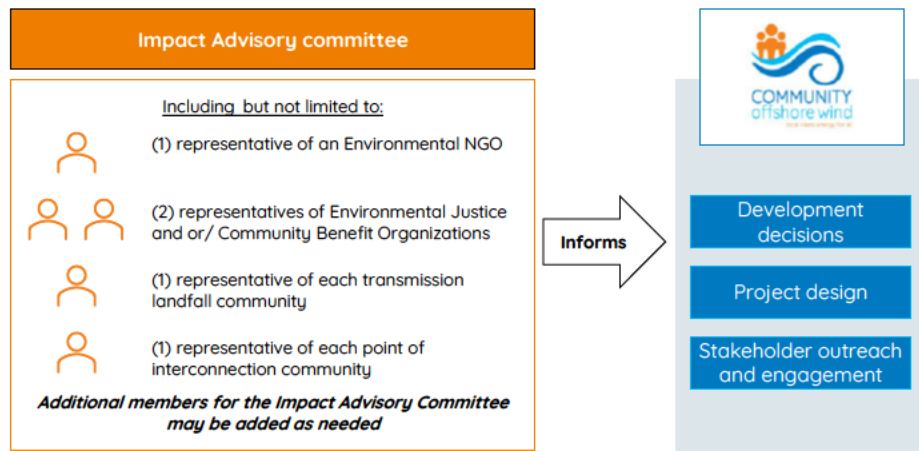 Impact Advisory committee
Including but not limited to:
(1) representative of an Environmental NGO
(2) representatives of Environmental Justice
and or/ Community Benefit Organizations
(1) representative of each transmission
landfall community
(1) representative of each point of
interconnection community
Additional members for the Impact Advisory Committee
may be added as needed
Informs
COMMUNITY
offshore wind
Development
decisions
Project design
Stakeholder outreach
and engagement